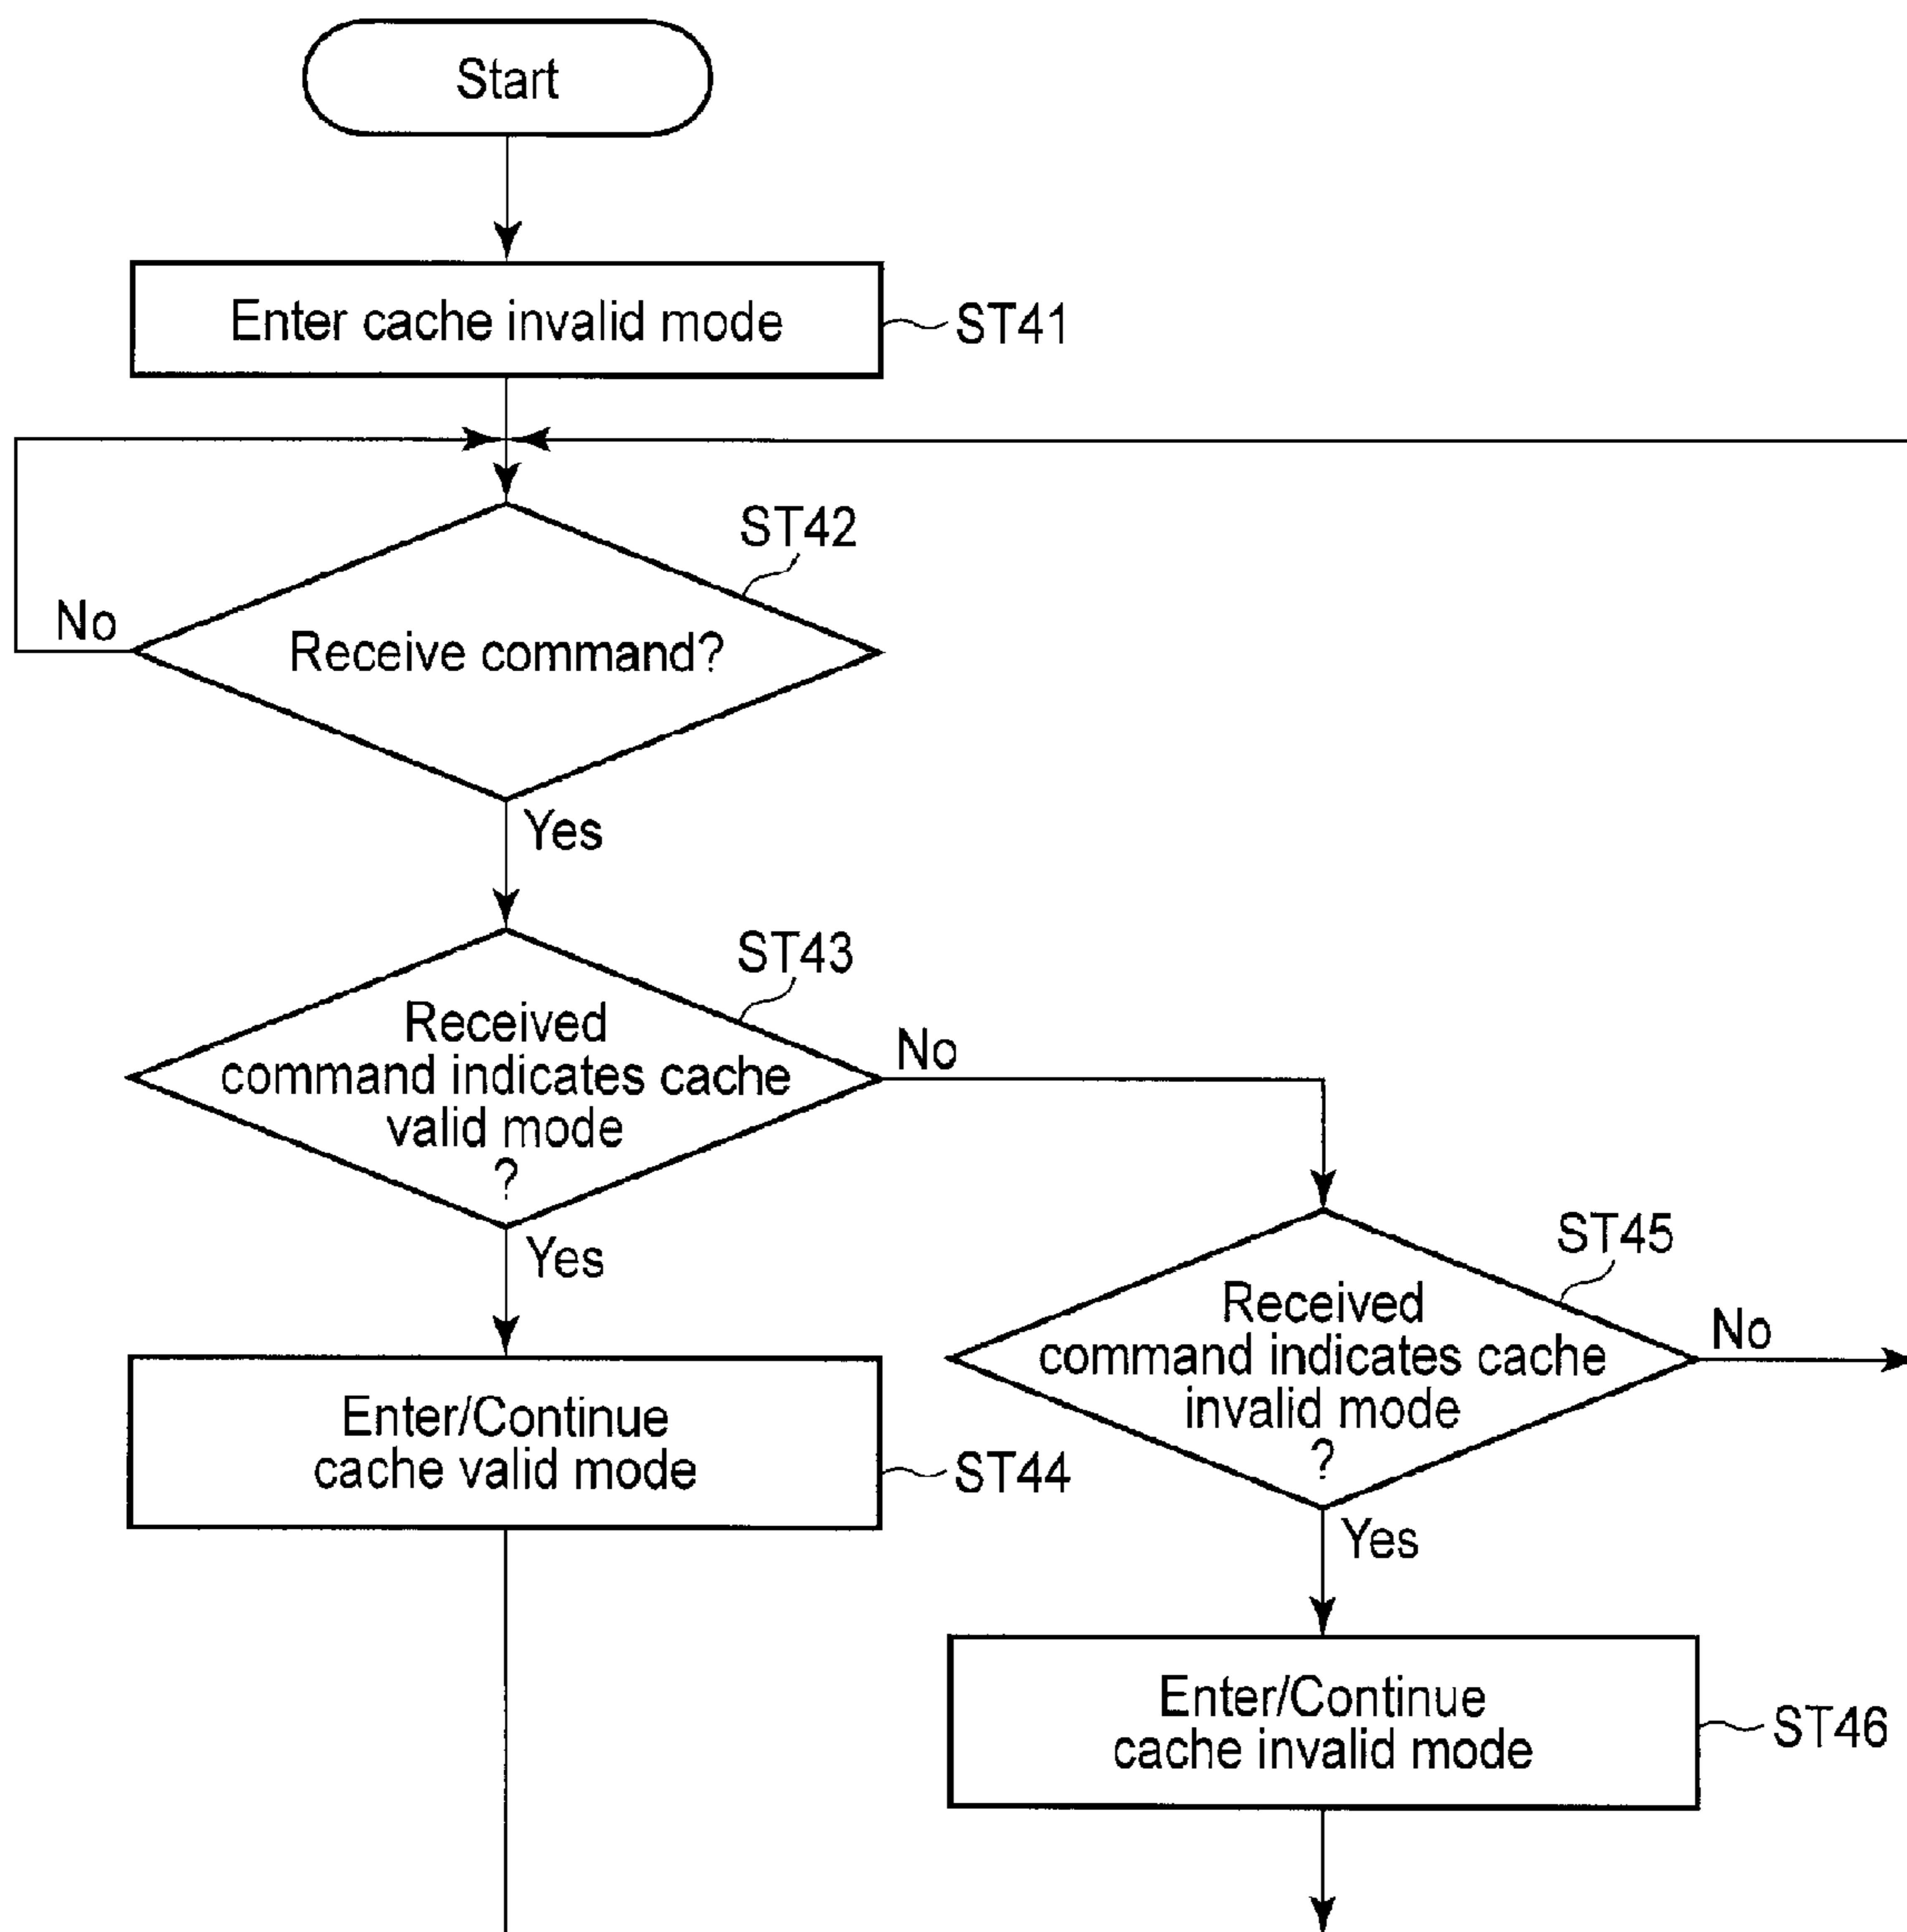 Start
Enter cache invalid mode
ST41
ST42
No
Receive command?
Yes
ST43
Received
command indicates cache
valid mode
?
No
Yes
ST45
Received
command indicates cache
invalid mode
?
No
Enter/Continue
cache valid mode
ST44
Yes
Enter/Continue
cache invalid mode
ST46